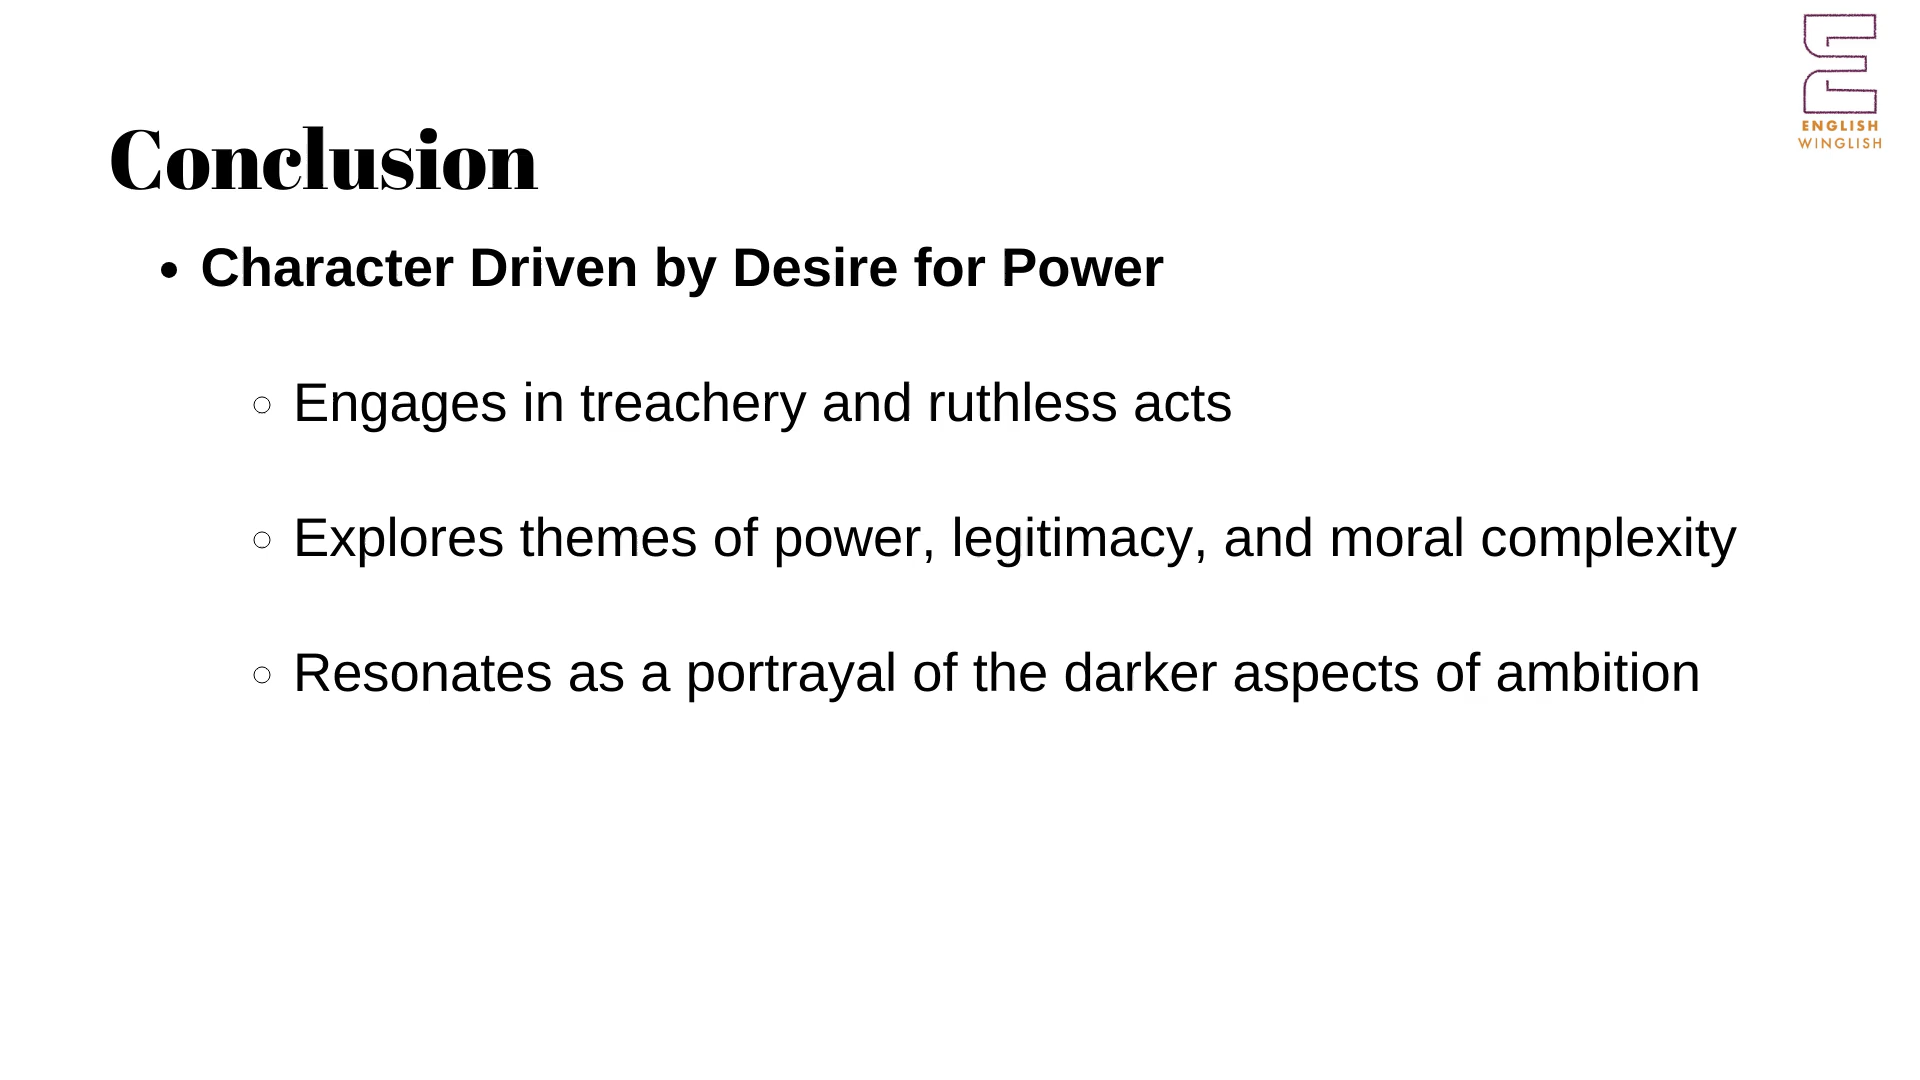 ENGLISH
WINGLISH
Conclusion
• Character Driven by Desire for Power
○ Engages in treachery and ruthless acts
○ Explores themes of power, legitimacy, and moral complexity
○ Resonates as a portrayal of the darker aspects of ambition